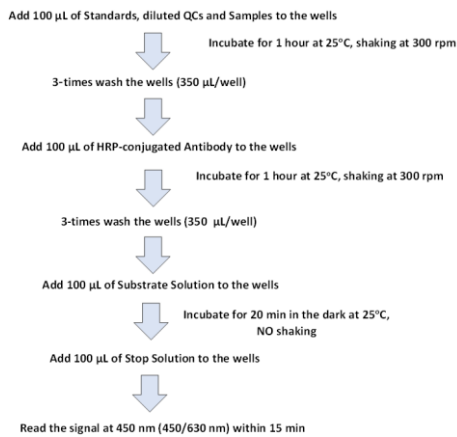 Add 100 µL of Standards, diluted QCs and Samples to the wells
Incubate for 1 hour at 25°C, shaking at 300 rpm
3-times wash the wells (350 µL/well)
Add 100 µL of HRP-conjugated Antibody to the wells
Incubate for 1 hour at 25°C, shaking at 300 rpm
3-times wash the wells (350 µL/well)
Add 100 µL of Substrate Solution to the wells
Incubate for 20 min in the dark at 25°C,
NO shaking
Add 100 µL of Stop Solution to the wells
Read the signal at 450 nm (450/630 nm) within 15 min